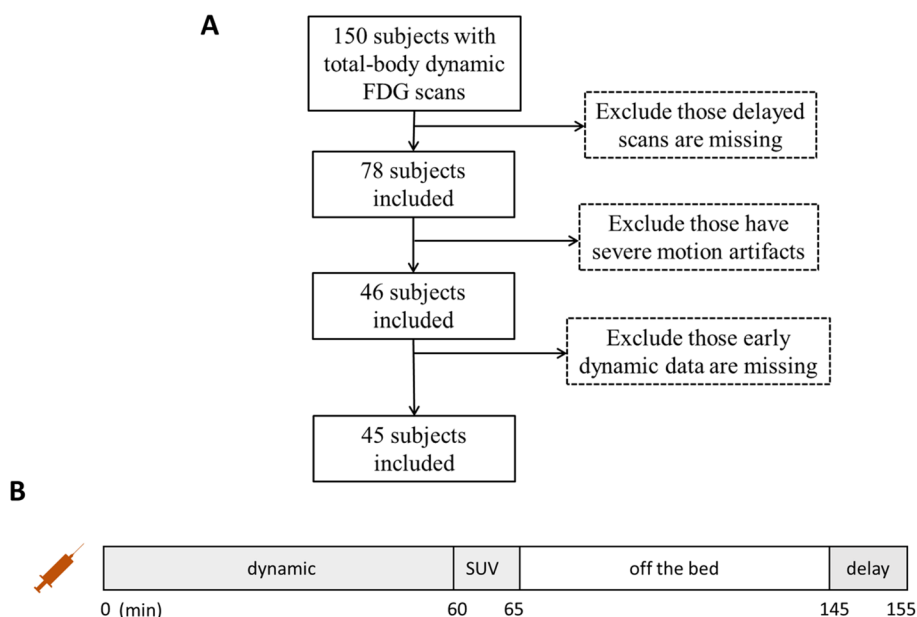 A
150 subjects with
total-body dynamic
FDG scans
Exclude those delayed
scans are missing
78 subjects
included
Exclude those have
severe motion artifacts
46 subjects
included
Exclude those early
dynamic data are missing
45 subjects
included
B
dynamic SUV off the bed delay
0 (min) 60 65 145 155